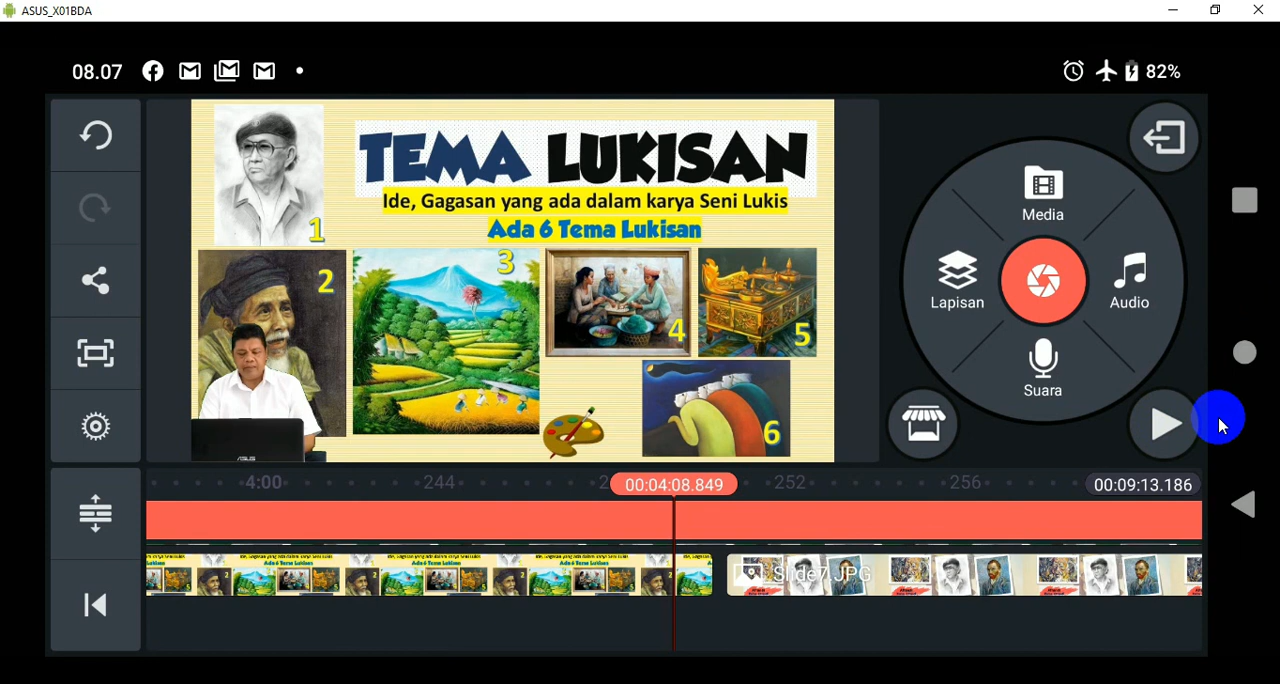 ASUS_X01BDA
08.07
82%
TEMA LUKISAN
Ide, Gagasan yang ada dalam karya Seni Lukis
Ada 6 Tema Lukisan
1
2
3
4
5
6
ASUS
Media
Lapisan
Audio
Suara
4:00
244
00:04:08.849
252
256
00:09:13.186
Slide7.JPG